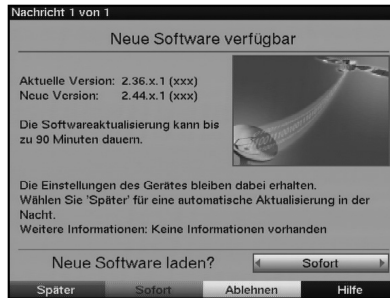 Nachricht 1 von 1
Neue Software verfügbar
Aktuelle Version: 2.36.x.1 (xxx)
Neue Version: 2.44.x.1 (xxx)
Die Softwareaktualisierung kann bis
zu 90 Minuten dauern.
Die Einstellungen des Gerätes bleiben dabei erhalten.
Wählen Sie 'Später' für eine automatische Aktualisierung in der
Nacht.
Weitere Informationen: Keine Informationen vorhanden
Neue Software laden? Sofort
Später Sofort Ablehnen Hilfe